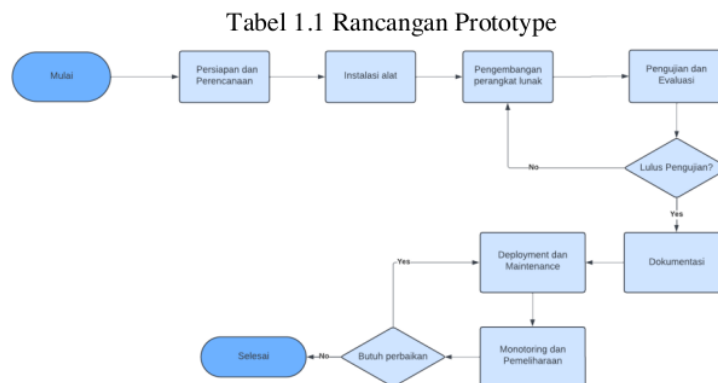 Tabel 1.1 Rancangan Prototype
Mulai
Persiapan dan
Perencanaan
Instalasi alat
Pengembangan
perangkat lunak
Pengujian dan
Evaluasi
Lulus Pengujian?
No
Yes
Dokumentasi
Deployment dan
Maintenance
Yes
Monotoring dan
Pemeliharaan
Butuh perbaikan
No
Selesai